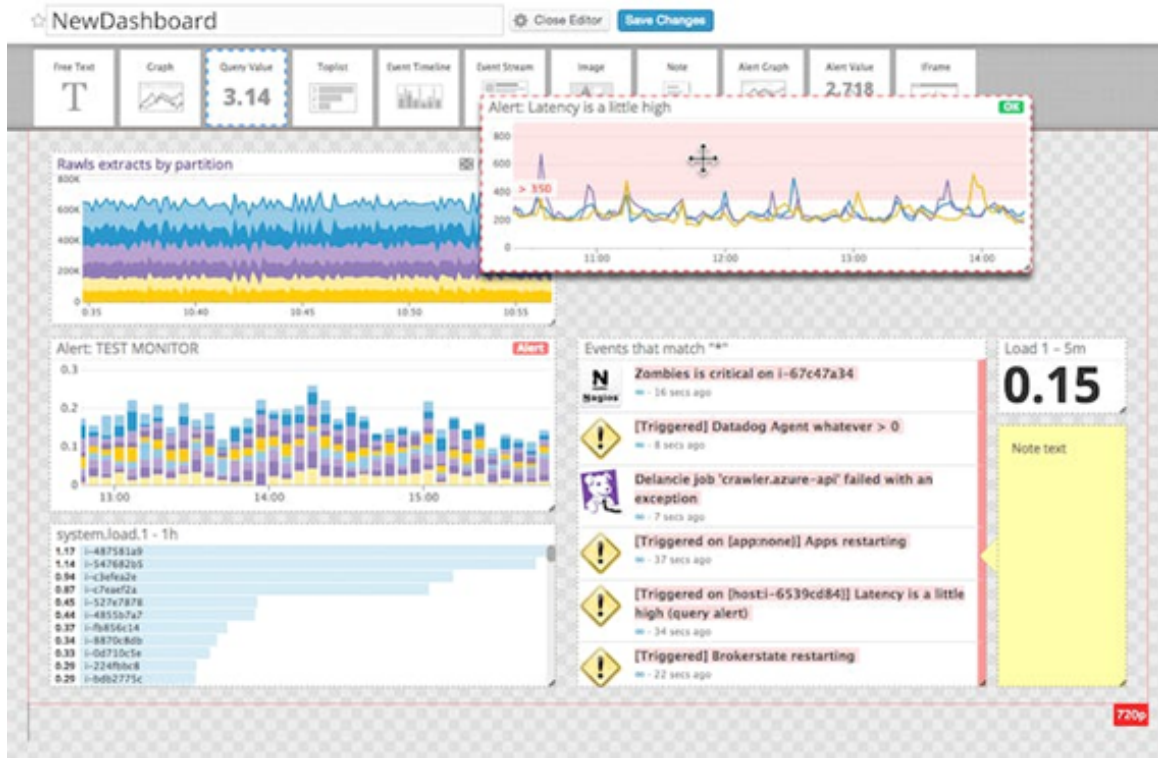 NewDashboard
Close Editor
Save Changes
Free Text
Graph
Query Value
Toplist
Event Timeline
Event Stream
Image
Note
Alert Graph
Alert Value
IFrame
T
3.14
2.718
Alert: Latency is a little high
OK
800
600
400
> 350
200
0
11:00
12:00
13:00
14:00
Rawls extracts by partition
800K
600K
400K
200K
0
10:40
10:45
10:50
10:55
Alert: TEST MONITOR
Alert
0.3
0.2
0.1
0
13:00
14:00
15:00
system.load.1 - 1h
1.17 i-487581a9
1.14 i-547682b5
0.94 i-c3efea2e
0.87 i-c7eaef2a
0.45 i-527e7878
0.44 i-4855b7a7
0.37 i-fb856c14
0.34 i-8870c8db
0.33 i-0d710c5e
0.29 i-224fbbc8
0.29 i-bdb2775c
Events that match "*"
N
Nagios
Zombies is critical on i-67c47a34
- 16 secs ago
[Triggered] Datadog Agent whatever > 0
- 8 secs ago
Delancie job 'crawler.azure-api' failed with an
exception
- 7 secs ago
[Triggered on {app:none}] Apps restarting
- 37 secs ago
[Triggered on {host:i-6539cd84}] Latency is a little
high (query alert)
- 34 secs ago
[Triggered] Brokerstate restarting
- 22 secs ago
Load 1 - 5m
0.15
Note text
720p